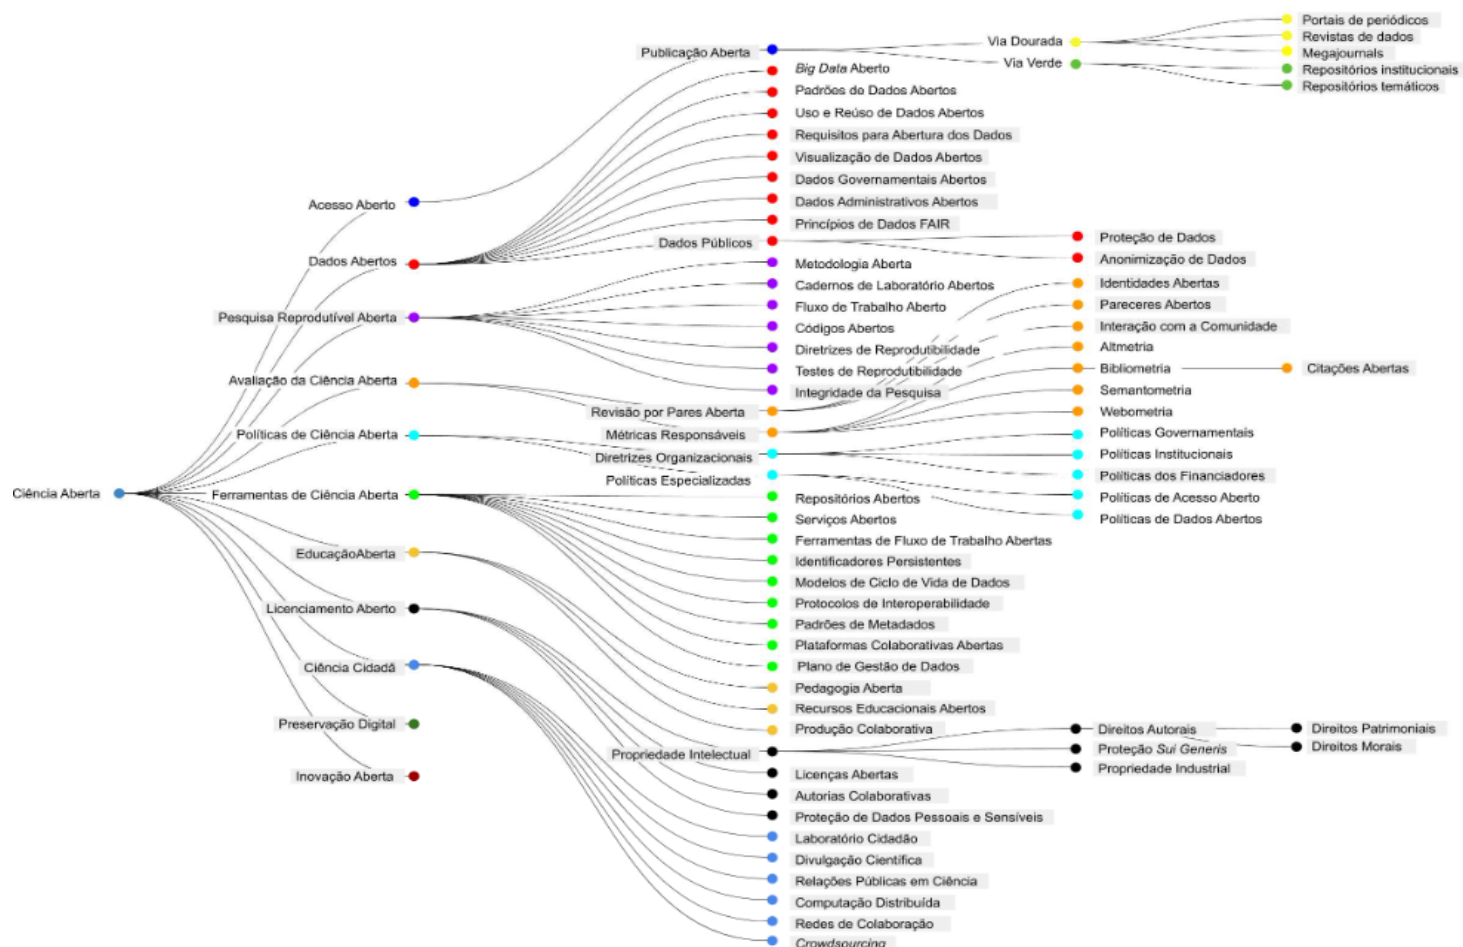 Ciência Aberta
Acesso Aberto
Dados Abertos
Pesquisa Reprodutível Aberta
Avaliação da Ciência Aberta
Políticas de Ciência Aberta
Ferramentas de Ciência Aberta
EducaçãoAberta
Licenciamento Aberto
Ciência Cidadã
Preservação Digital
Inovação Aberta
Publicação Aberta
Big Data Aberto
Padrões de Dados Abertos
Uso e Reúso de Dados Abertos
Requisitos para Abertura dos Dados
Visualização de Dados Abertos
Dados Governamentais Abertos
Dados Administrativos Abertos
Princípios de Dados FAIR
Dados Públicos
Metodologia Aberta
Cadernos de Laboratório Abertos
Fluxo de Trabalho Aberto
Códigos Abertos
Diretrizes de Reprodutibilidade
Testes de Reprodutibilidade
Integridade da Pesquisa
Revisão por Pares Aberta
Métricas Responsáveis
Diretrizes Organizacionais
Políticas Especializadas
Repositórios Abertos
Serviços Abertos
Ferramentas de Fluxo de Trabalho Abertas
Identificadores Persistentes
Modelos de Ciclo de Vida de Dados
Protocolos de Interoperabilidade
Padrões de Metadados
Plataformas Colaborativas Abertas
Plano de Gestão de Dados
Pedagogia Aberta
Recursos Educacionais Abertos
Produção Colaborativa
Propriedade Intelectual
Licenças Abertas
Autorias Colaborativas
Proteção de Dados Pessoais e Sensíveis
Laboratório Cidadão
Divulgação Científica
Relações Públicas em Ciência
Computação Distribuída
Redes de Colaboração
Crowdsourcing
Via Dourada
Via Verde
Proteção de Dados
Anonimização de Dados
Identidades Abertas
Pareceres Abertos
Interação com a Comunidade
Altmetria
Bibliometria
Semantometria
Webometria
Políticas Governamentais
Políticas Institucionais
Políticas dos Financiadores
Políticas de Acesso Aberto
Políticas de Dados Abertos
Direitos Autorais
Proteção Sui Generis
Propriedade Industrial
Portais de periódicos
Revistas de dados
Megajournals
Repositórios institucionais
Repositórios temáticos
Citações Abertas
Direitos Patrimoniais
Direitos Morais